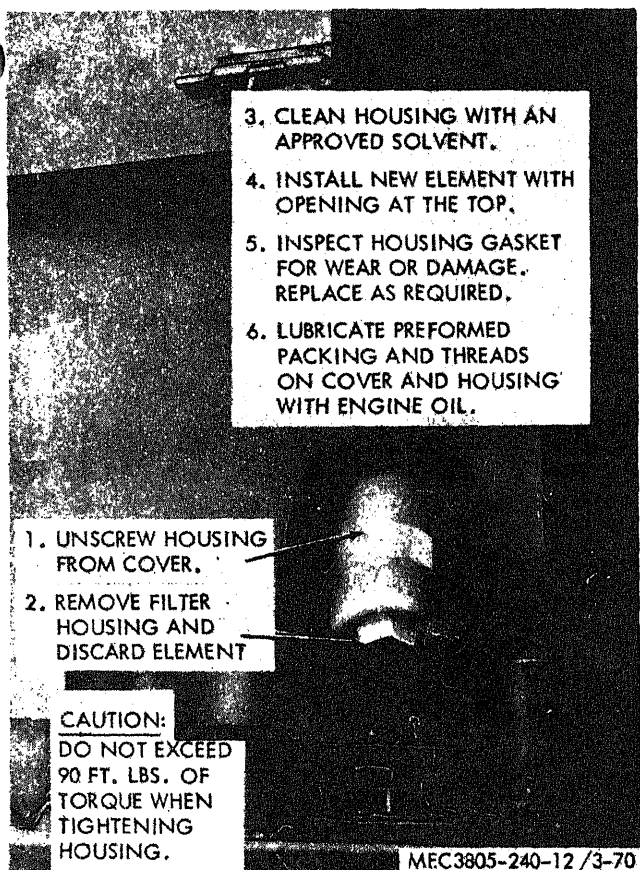 3. CLEAN HOUSING WITH AN
APPROVED SOLVENT.
4. INSTALL NEW ELEMENT WITH
OPENING AT THE TOP.
5. INSPECT HOUSING GASKET
FOR WEAR OR DAMAGE.
REPLACE AS REQUIRED.
6. LUBRICATE PREFORMED
PACKING AND THREADS
ON COVER AND HOUSING
WITH ENGINE OIL.
1. UNSCREW HOUSING
FROM COVER.
2. REMOVE FILTER
HOUSING AND
DISCARD ELEMENT
CAUTION:
DO NOT EXCEED
90 FT. LBS. OF
TORQUE WHEN
TIGHTENING
HOUSING.
MEC3805-240-12/3-70